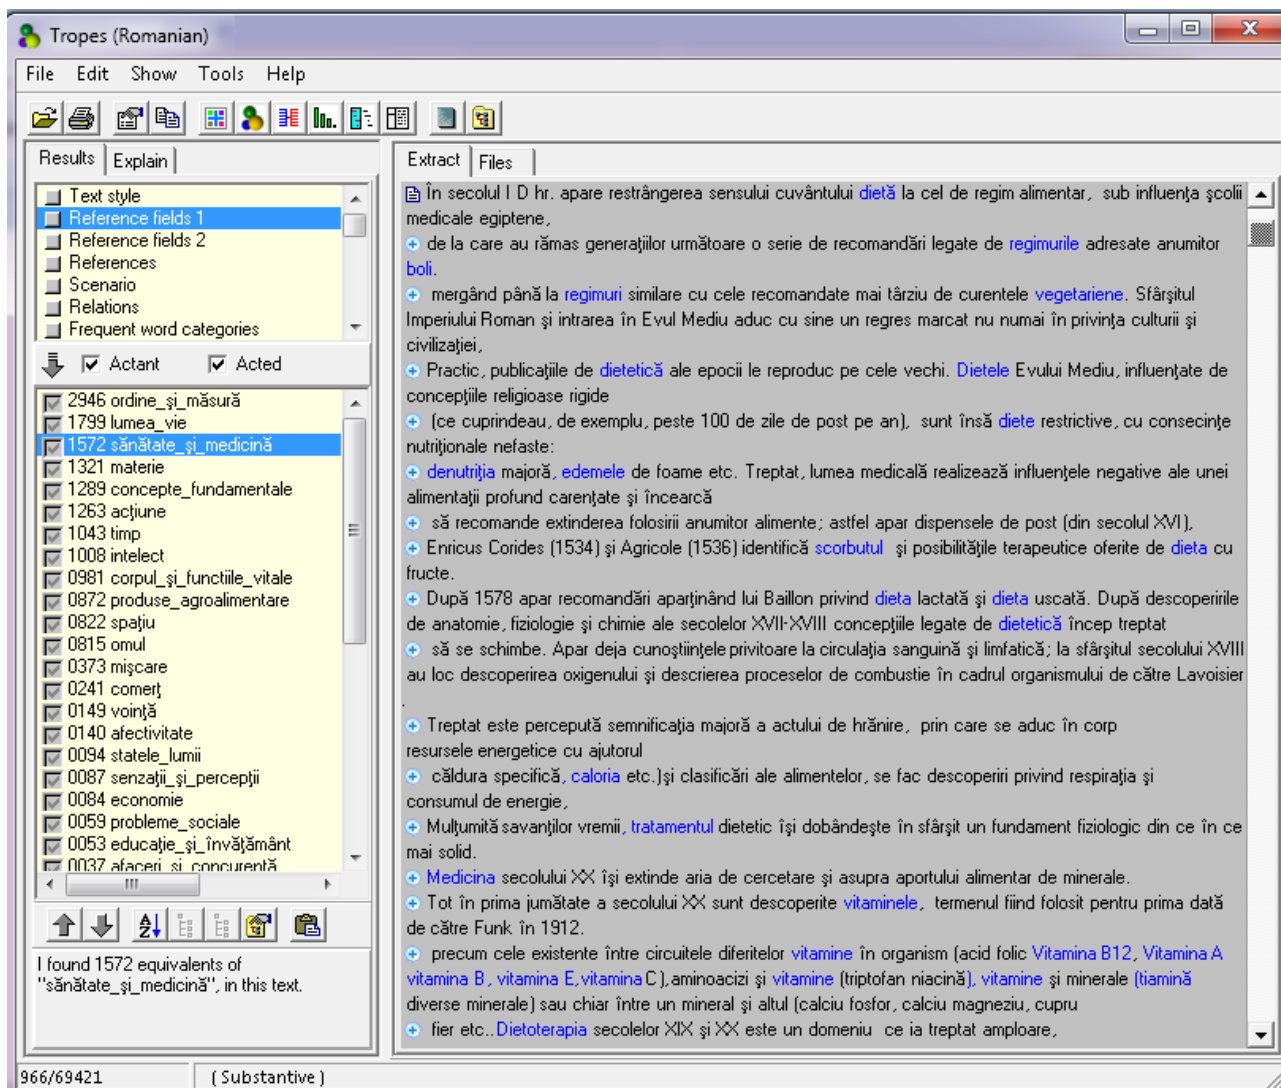 Tropes (Romanian)
File Edit Show Tools Help
Results Explain
Text style
Reference fields 1
Reference fields 2
References
Scenario
Relations
Frequent word categories
Actant Acted
2946 ordine_şi_măsură
1799 lumea_vie
1572 sănătate_şi_medicină
1321 materie
1289 concepte_fundamentale
1263 acţiune
1043 timp
1008 intelect
0981 corpul_şi_functiile_vitale
0872 produse_agroalimentare
0822 spaţiu
0815 omul
0373 mişcare
0241 comerţ
0149 voinţă
0140 afectivitate
0094 statele_lumii
0087 senzaţii_şi_percepţii
0084 economie
0059 probleme_sociale
0053 educaţie_şi_învăţământ
0037 afaceri_si_concurentă
I found 1572 equivalents of
"sănătate_şi_medicină", in this text.
Extract Files
În secolul I D hr. apare restrângerea sensului cuvântului dietă la cel de regim alimentar, sub influenţa şcolii
medicale egiptene,
de la care au rămas generaţiilor următoare o serie de recomandări legate de regimurile adresate anumitor
boli.
mergând până la regimuri similare cu cele recomandate mai târziu de curentele vegetariene. Sfârşitul
Imperiului Roman şi intrarea în Evul Mediu aduc cu sine un regres marcat nu numai în privinţa culturii şi
civilizaţiei,
Practic, publicaţiile de dietetică ale epocii le reproduc pe cele vechi. Dietele Evului Mediu, influenţate de
concepţiile religioase rigide
(ce cuprindeau, de exemplu, peste 100 de zile de post pe an), sunt însă diete restrictive, cu consecinţe
nutriţionale nefaste:
denutriţia majoră, edemele de foame etc. Treptat, lumea medicală realizează influenţele negative ale unei
alimentaţii profund carenţate şi încearcă
să recomande extinderea folosirii anumitor alimente; astfel apar dispensele de post (din secolul XVI),
Enricus Corides (1534) şi Agricole (1536) identifică scorbutul şi posibilităţile terapeutice oferite de dieta cu
fructe.
După 1578 apar recomandări aparţinând lui Baillon privind dieta lactată şi dieta uscată. După descoperirile
de anatomie, fiziologie şi chimie ale secolelor XVII-XVIII concepţiile legate de dietetică încep treptat
să se schimbe. Apar deja cunoştiinţele privitoare la circulaţia sanguină şi limfatică; la sfârşitul secolului XVIII
au loc descoperirea oxigenului şi descrierea proceselor de combustie în cadrul organismului de către Lavoisier
.
Treptat este percepută semnificaţia majoră a actului de hrănire, prin care se aduc în corp
resursele energetice cu ajutorul
căldura specifică, caloria etc.)şi clasificări ale alimentelor, se fac descoperiri privind respiraţia şi
consumul de energie,
Mulţumită savanţilor vremii, tratamentul dietetic îşi dobândeşte în sfârşit un fundament fiziologic din ce în ce
mai solid.
Medicina secolului XX îşi extinde aria de cercetare şi asupra aportului alimentar de minerale.
Tot în prima jumătate a secolului XX sunt descoperite vitaminele, termenul fiind folosit pentru prima dată
de către Funk în 1912.
precum cele existente între circuitele diferitelor vitamine în organism (acid folic Vitamina B12, Vitamina A
vitamina B , vitamina E,vitamina C),aminoacizi şi vitamine (triptofan niacină), vitamine şi minerale (tiamină
diverse minerale) sau chiar între un mineral şi altul (calciu fosfor, calciu magneziu, cupru
fier etc..Dietoterapia secolelor XIX şi XX este un domeniu ce ia treptat amploare,
966/69421 ( Substantive )